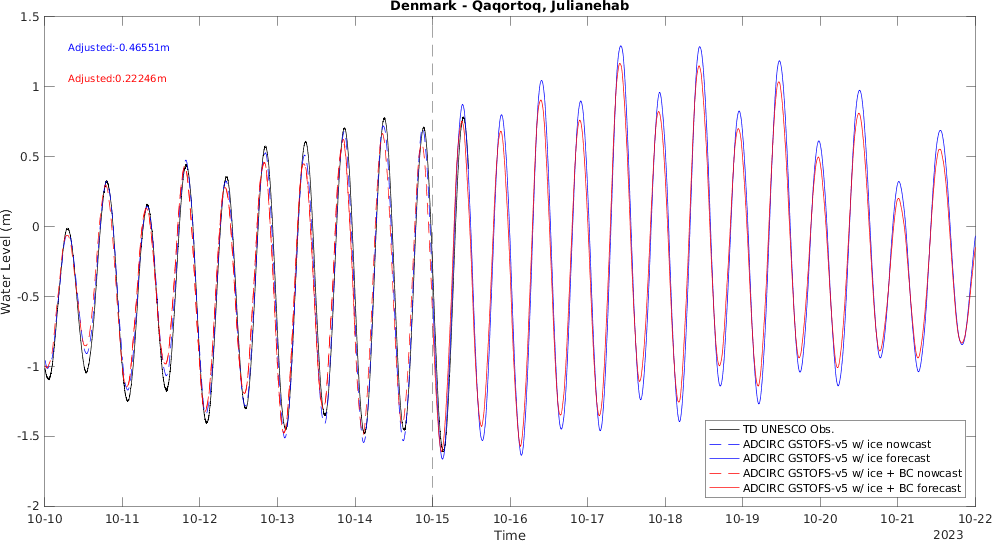 Denmark - Qaqortoq, Julianehab
Adjusted:-0.46551m
Adjusted:0.22246m
Water Level (m)
1.5
1
0.5
0
-0.5
-1
-1.5
-2
TD UNESCO Obs.
ADCIRC GSTOFS-v5 w/ ice nowcast
ADCIRC GSTOFS-v5 w/ ice forecast
ADCIRC GSTOFS-v5 w/ ice + BC nowcast
ADCIRC GSTOFS-v5 w/ ice + BC forecast
10-10 10-11 10-12 10-13 10-14 10-15 10-16 10-17 10-18 10-19 10-20 10-21 10-22
Time
2023